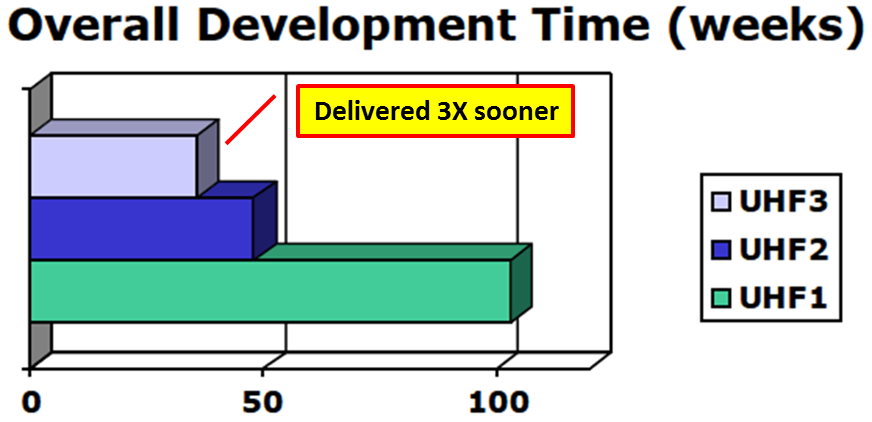 Overall Development Time (weeks)
Delivered 3X sooner
UHF3
UHF2
UHF1
0 50 100